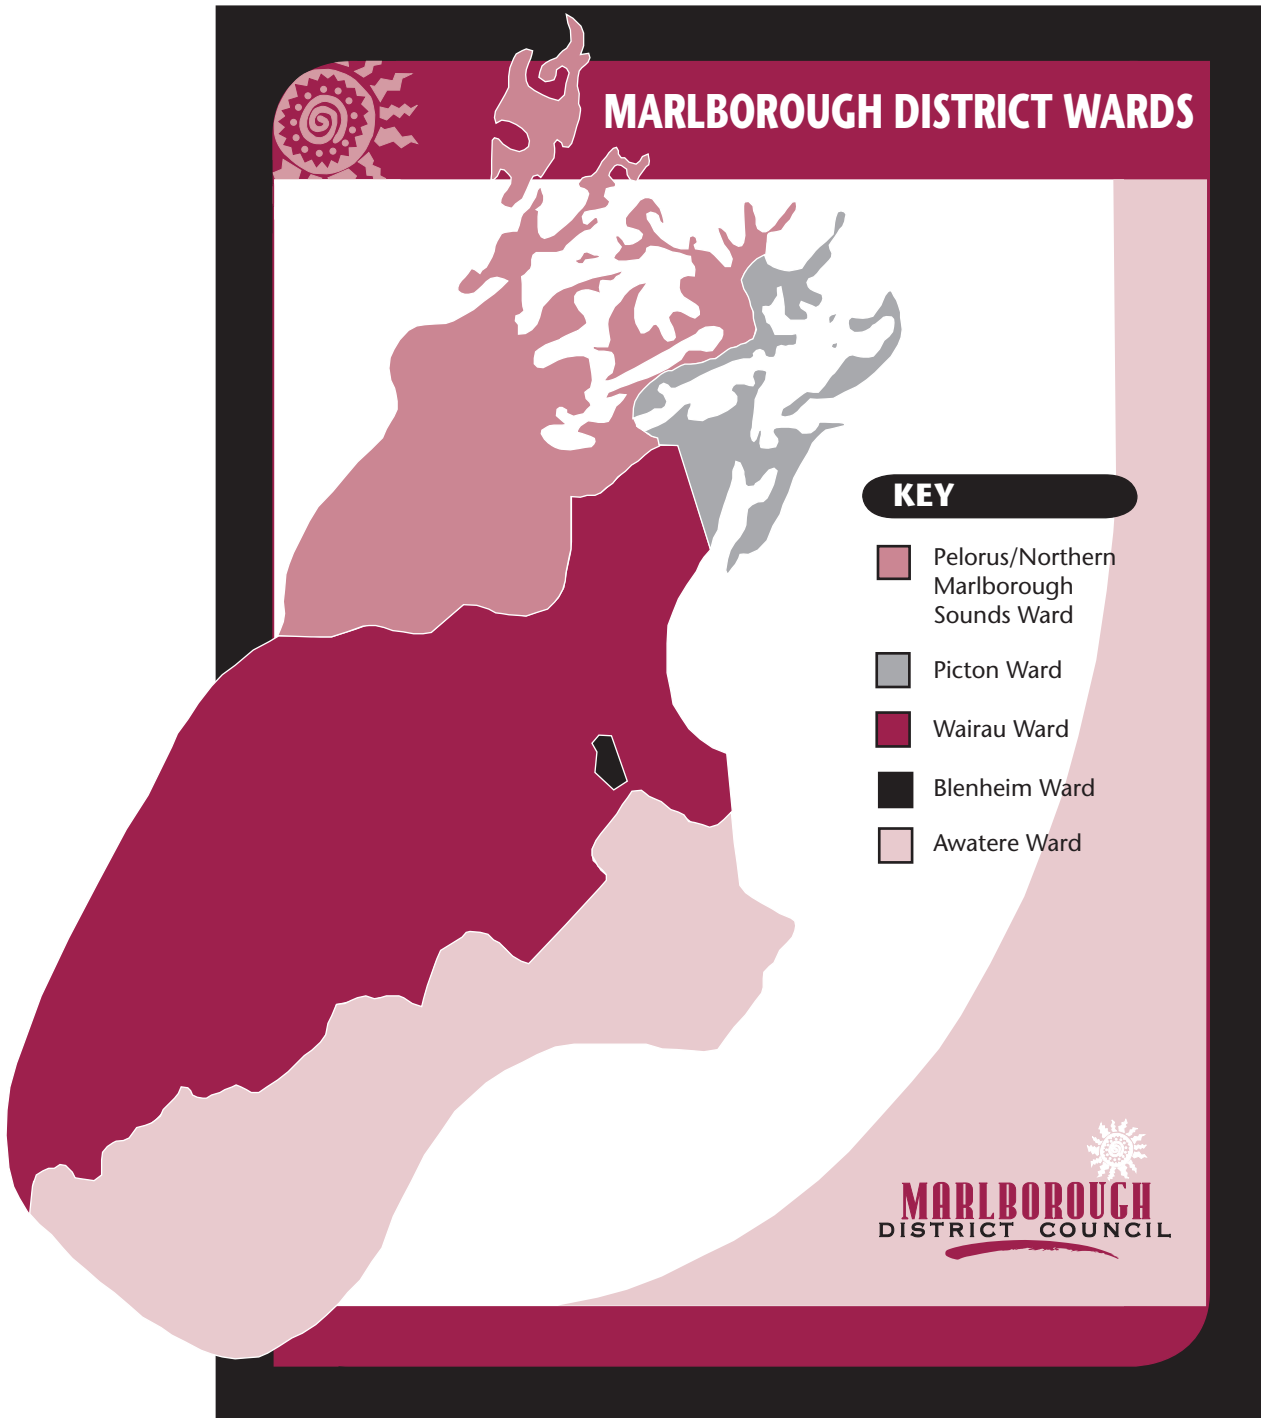 MARLBOROUGH DISTRICT WARDS
KEY
Pelorus/Northern
Marlborough
Sounds Ward
Picton Ward
Wairau Ward
Blenheim Ward
Awatere Ward
MARLBOROUGH
DISTRICT COUNCIL